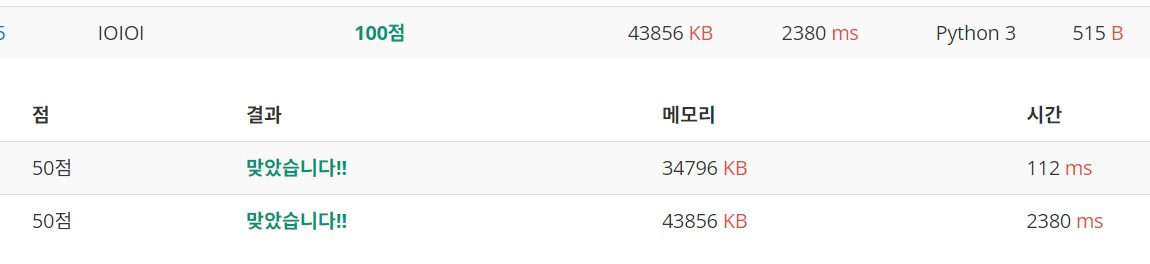 5 IOIOI 100점 43856 KB 2380 ms Python 3 515 B
점 결과 메모리 시간
50점 맞았습니다!! 34796 KB 112 ms
50점 맞았습니다!! 43856 KB 2380 ms